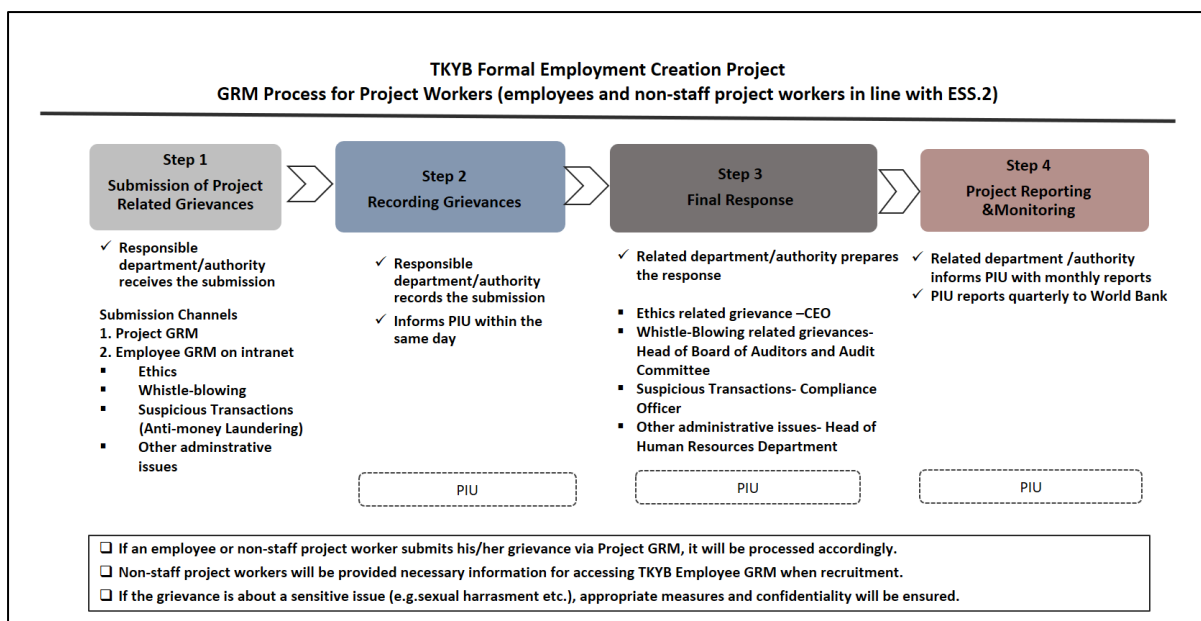 TKYB Formal Employment Creation Project
GRM Process for Project Workers (employees and non-staff project workers in line with ESS.2)
Step 1
Submission of Project
Related Grievances
Step 2
Recording Grievances
Step 3
Final Response
Step 4
Project Reporting
&Monitoring
✓ Responsible
department/authority
receives the submission
Submission Channels
1. Project GRM
2. Employee GRM on intranet
▪ Ethics
▪ Whistle-blowing
▪ Suspicious Transactions
(Anti-money Laundering)
▪ Other adminstrative
issues
✓ Responsible
department/authority
records the submission
✓ Informs PIU within the
same day
PIU
✓ Related department/authority prepares
the response
▪ Ethics related grievance –CEO
▪ Whistle-Blowing related grievances-
Head of Board of Auditors and Audit
Committee
▪ Suspicious Transactions- Compliance
Officer
▪ Other administrative issues- Head of
Human Resources Department
PIU
✓ Related department /authority
informs PIU with monthly reports
✓ PIU reports quarterly to World Bank
PIU
❑ If an employee or non-staff project worker submits his/her grievance via Project GRM, it will be processed accordingly.
❑ Non-staff project workers will be provided necessary information for accessing TKYB Employee GRM when recruitment.
❑ If the grievance is about a sensitive issue (e.g.sexual harrasment etc.), appropriate measures and confidentiality will be ensured.